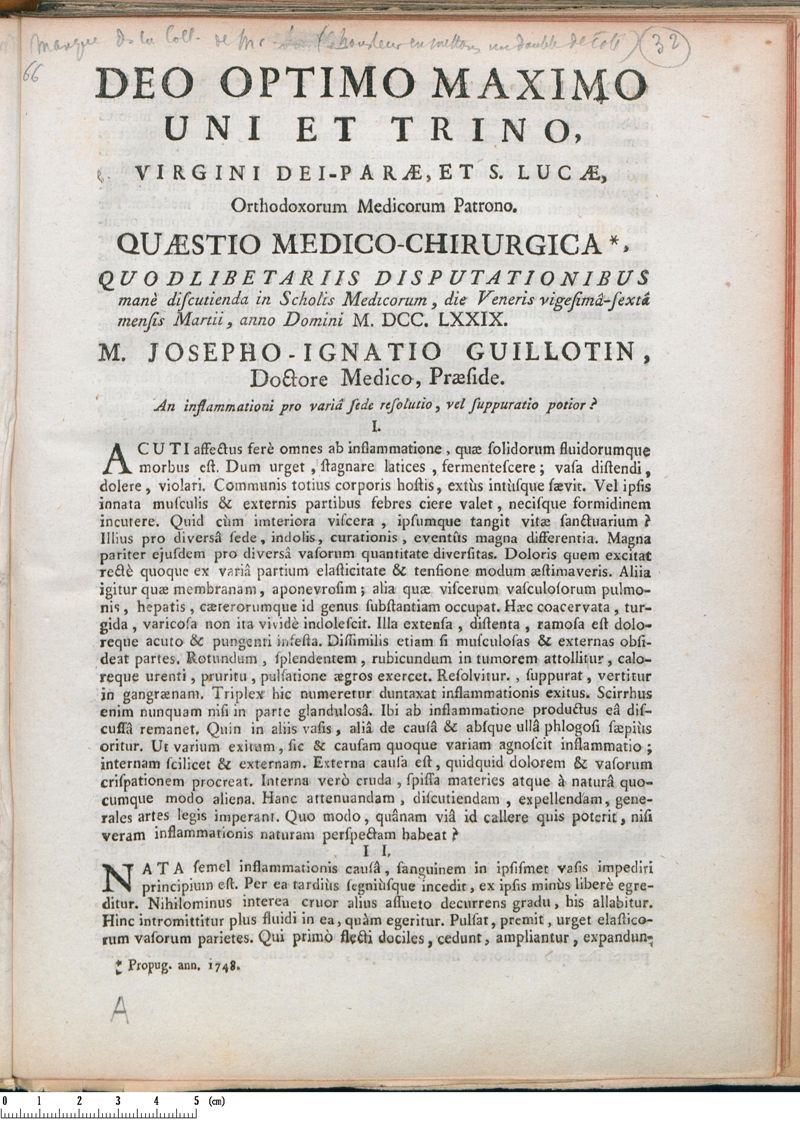 Manque de la Coll. de Mr (Chousleur en mettons un double de Coté) 32
66
DEO OPTIMO MAXIMO
UNI ET TRINO,
VIRGINI DEI-PARÆ, ET S. LUCÆ,
Orthodoxorum Medicorum Patrono.
QUÆSTIO MEDICO-CHIRURGICA *,
QUODLIBETARIIS DISPUTATIONIBUS
manè diſcutienda in Scholis Medicorum, die Veneris vigeſimâ-ſextâ
menſis Martii, anno Domini M. DCC. LXXIX.
M. JOSEPHO-IGNATIO GUILLOTIN,
Doctore Medico, Præſide.
An inflammationi pro variâ ſede reſolutio, vel ſuppuratio potior?
I.
ACUTI affectus ferè omnes ab inflammatione, quæ ſolidorum fluidorumque
morbus eſt. Dum urget, ſtagnare latices, fermenteſcere; vaſa diſtendi,
dolere, violari. Communis totius corporis hoſtis, extùs intùſque ſævit. Vel ipſis
innata muſculis & externis partibus febres ciere valet, neciſque formidinem
incutere. Quid cùm imteriora viſcera, ipſumque tangit vitæ ſanctuarium?
Illius pro diversâ ſede, indolis, curationis, eventûs magna differentia. Magna
pariter ejuſdem pro diversâ vaſorum quantitate diverſitas. Doloris quem excitat
rectè quoque ex variâ partium elaſticitate & tenſione modum æſtimaveris. Aliia
igitur quæ membranam, aponevroſim; alia quæ viſcerum vaſculoſorum pulmo-
nis, hepatis, cærerorumque id genus ſubſtantiam occupat. Hæc coacervata, tur-
gida, varicoſa non ita vividè indoleſcit. Illa extenſa, diſtenta, ramoſa eſt dolo-
reque acuto & pungenti infeſta. Diſſimilis etiam ſi muſculoſas & externas obſi-
deat partes. Rotundum, ſplendentem, rubicundum in tumorem attollitur, calo-
reque urenti, pruritu, pulſatione ægros exercet. Reſolvitur., ſuppurat, vertitur
in gangrænam. Triplex hic numeretur duntaxat inflammationis exitus. Scirrhus
enim nunquam niſi in parte glandulosâ. Ibi ab inflammatione productus eâ diſ-
cuſſâ remanet. Quin in aliis vaſis, aliâ de cauſâ & abſque ullâ phlogoſi ſæpiùs
oritur. Ut varium exitum, ſic & cauſam quoque variam agnoſcit inflammatio;
internam ſcilicet & externam. Externa cauſa eſt, quidquid dolorem & vaſorum
criſpationem procreat. Interna verò cruda, ſpiſſa materies atque à naturâ quo-
cumque modo aliena. Hanc attenuandam, diſcutiendam, expellendam, gene-
rales artes legis imperant. Quo modo, quânam viâ id callere quis poterit, niſi
veram inflammationis naturam perſpectam habeat?
II.
NATA ſemel inflammationis cauſâ, ſanguinem in ipſiſmet vaſis impediri
principium eſt. Per ea tardiùs ſegniùſque incedit, ex ipſis minùs liberè egre-
ditur. Nihilominus interea cruor alius aſſueto decurrens gradu, his allabitur.
Hinc intromittitur plus fluidi in ea, quàm egeritur. Pulſat, premit, urget elaſtico-
rum vaſorum parietes. Qui primò flecti dociles, cedunt, ampliantur, expandun-
* Propug. ann. 1748.
A
0 1 2 3 4 5 (cm)